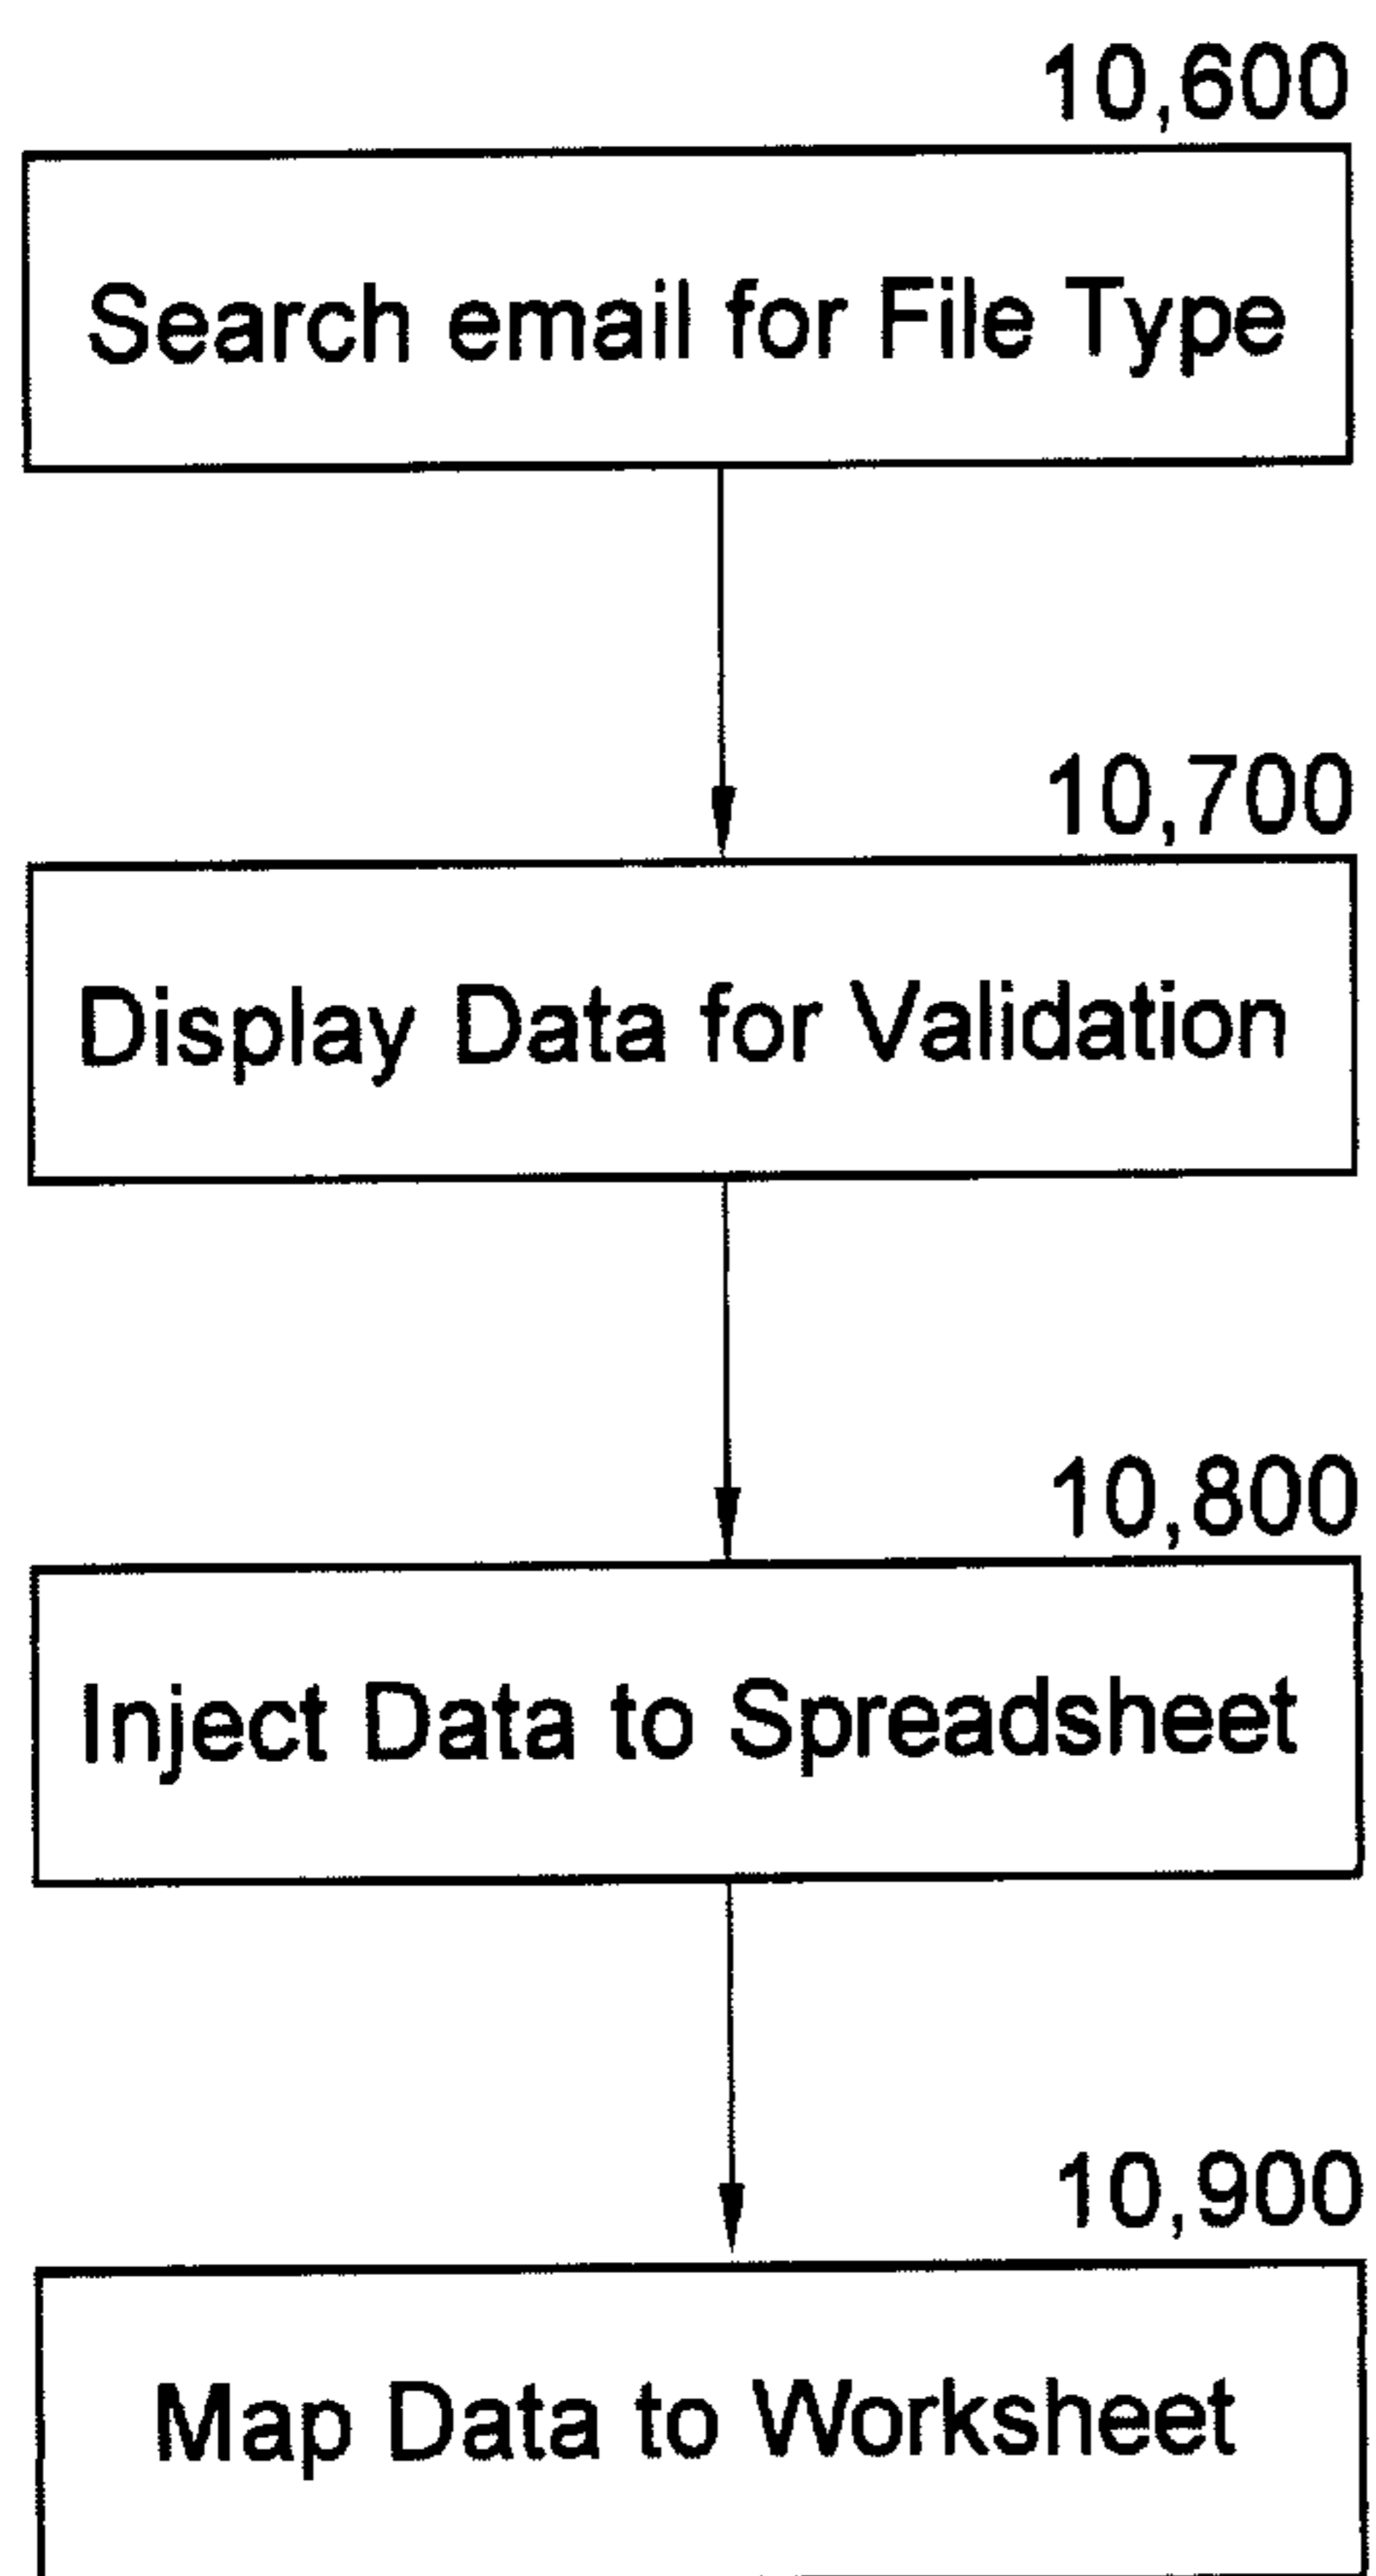 10,600
Search email for File Type
10,700
Display Data for Validation
10,800
Inject Data to Spreadsheet
10,900
Map Data to Worksheet